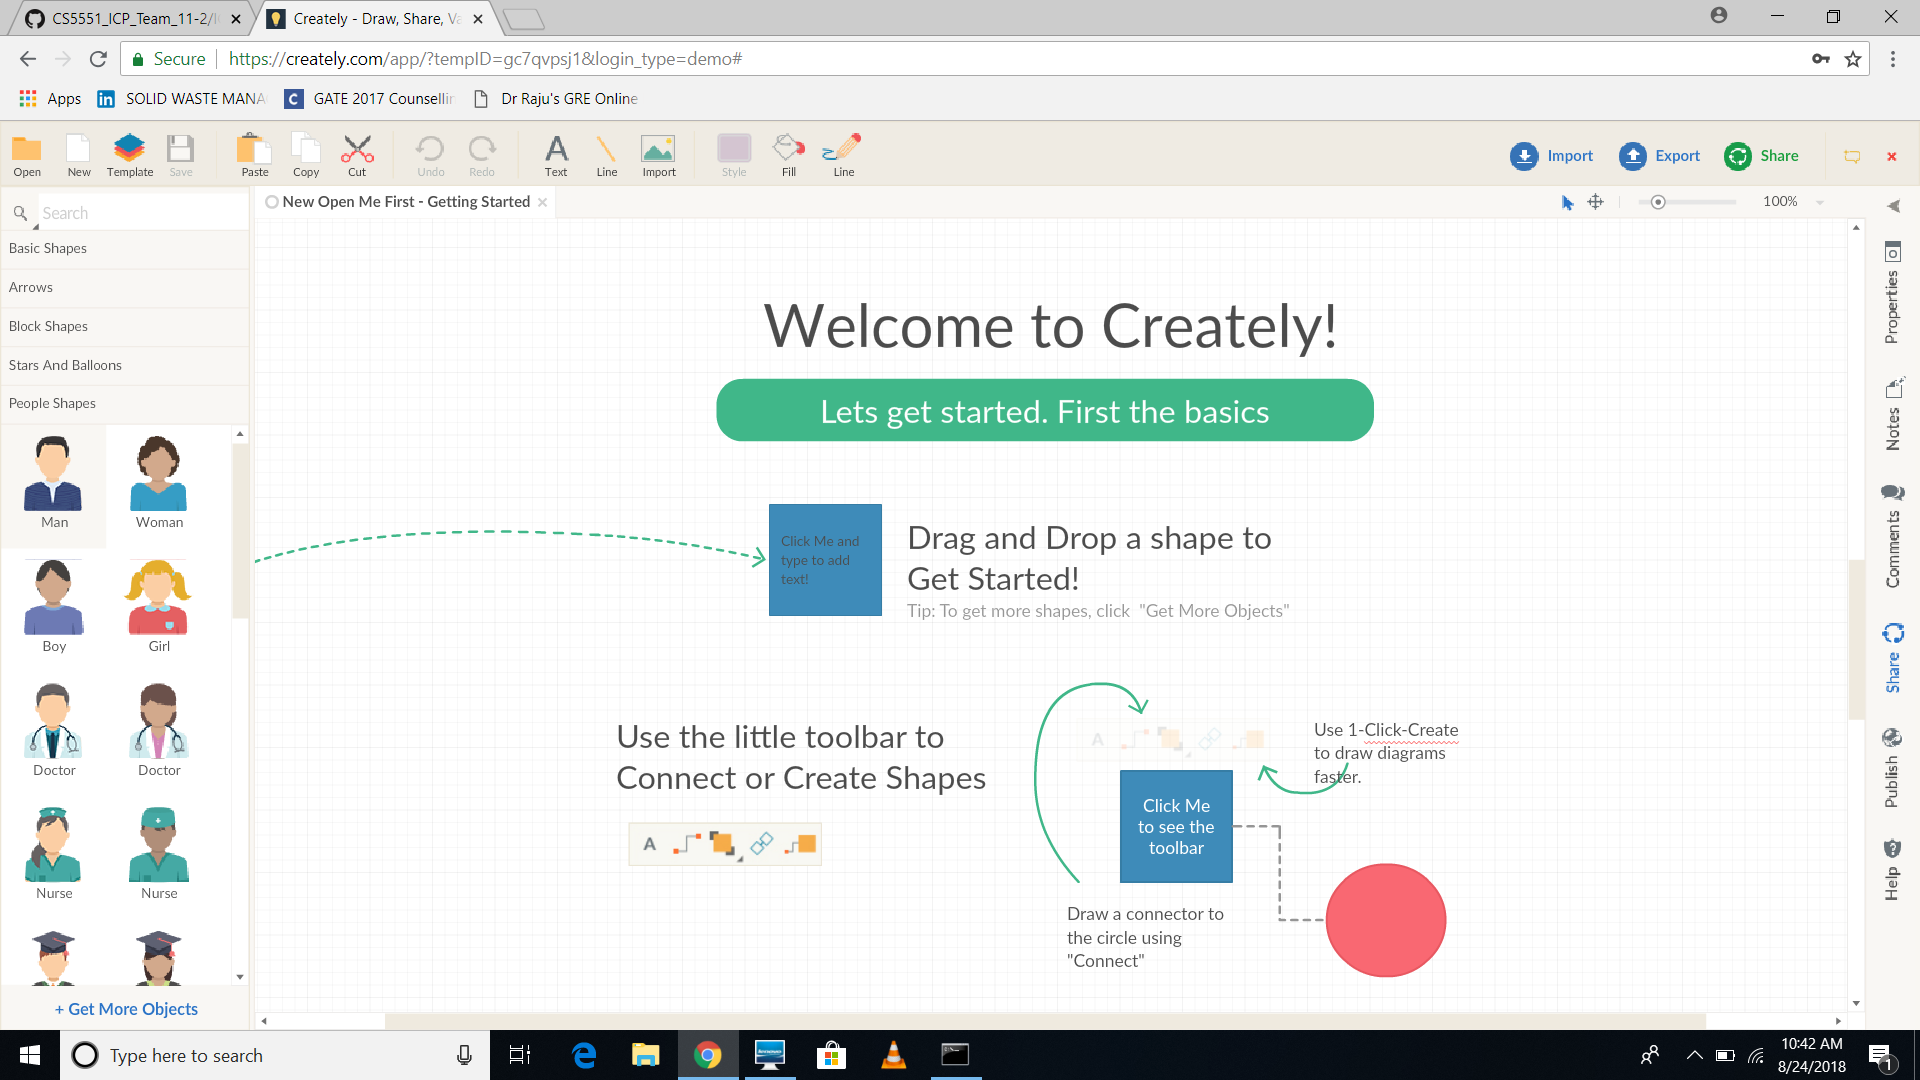 CS5551_ICP_Team_11-2/I
Creately - Draw, Share, Va
Secure
https://creately.com/app/?tempID=gc7qvpsj1&login_type=demo#
Apps
SOLID WASTE MANA
GATE 2017 Counsellin
Dr Raju's GRE Online
Open
New
Template
Save
Paste
Copy
Cut
Undo
Redo
Text
Line
Import
Style
Fill
Line
Import
Export
Share
Search
New Open Me First - Getting Started
100%
Basic Shapes
Arrows
Block Shapes
Stars And Balloons
People Shapes
Man
Woman
Boy
Girl
Doctor
Doctor
Nurse
Nurse
+ Get More Objects
Welcome to Creately!
Lets get started. First the basics
Click Me and
type to add
text!
Drag and Drop a shape to
Get Started!
Tip: To get more shapes, click "Get More Objects"
Use the little toolbar to
Connect or Create Shapes
A
A
Use 1-Click-Create
to draw diagrams
faster.
Click Me
to see the
toolbar
Draw a connector to
the circle using
"Connect"
Properties
Notes
Comments
Share
Publish
Help
Type here to search
10:42 AM
8/24/2018
1